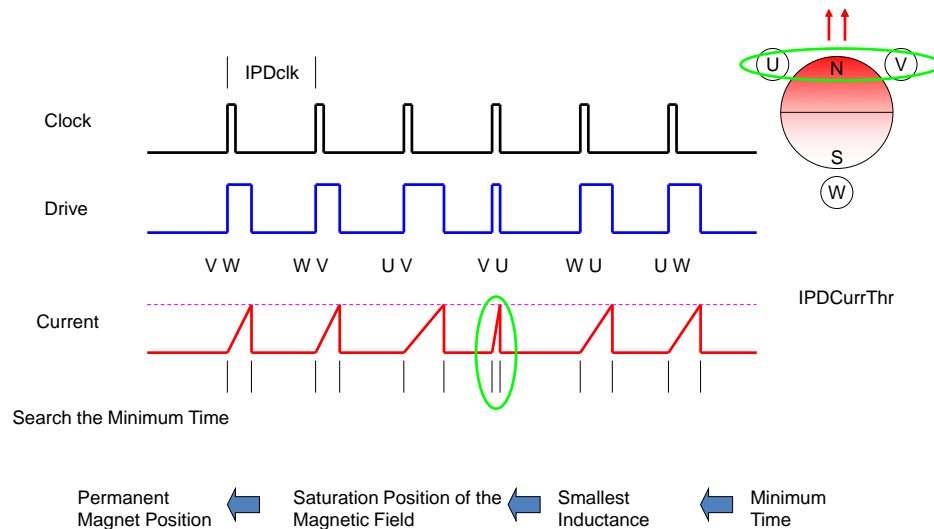 IPDclk
U
N
V
Clock
S
W
Drive
V W
W V
U V
V U
W U
U W
IPDCurrThr
Current
Search the Minimum Time
Permanent
Magnet Position
Saturation Position of the
Magnetic Field
Smallest
Inductance
Minimum
Time